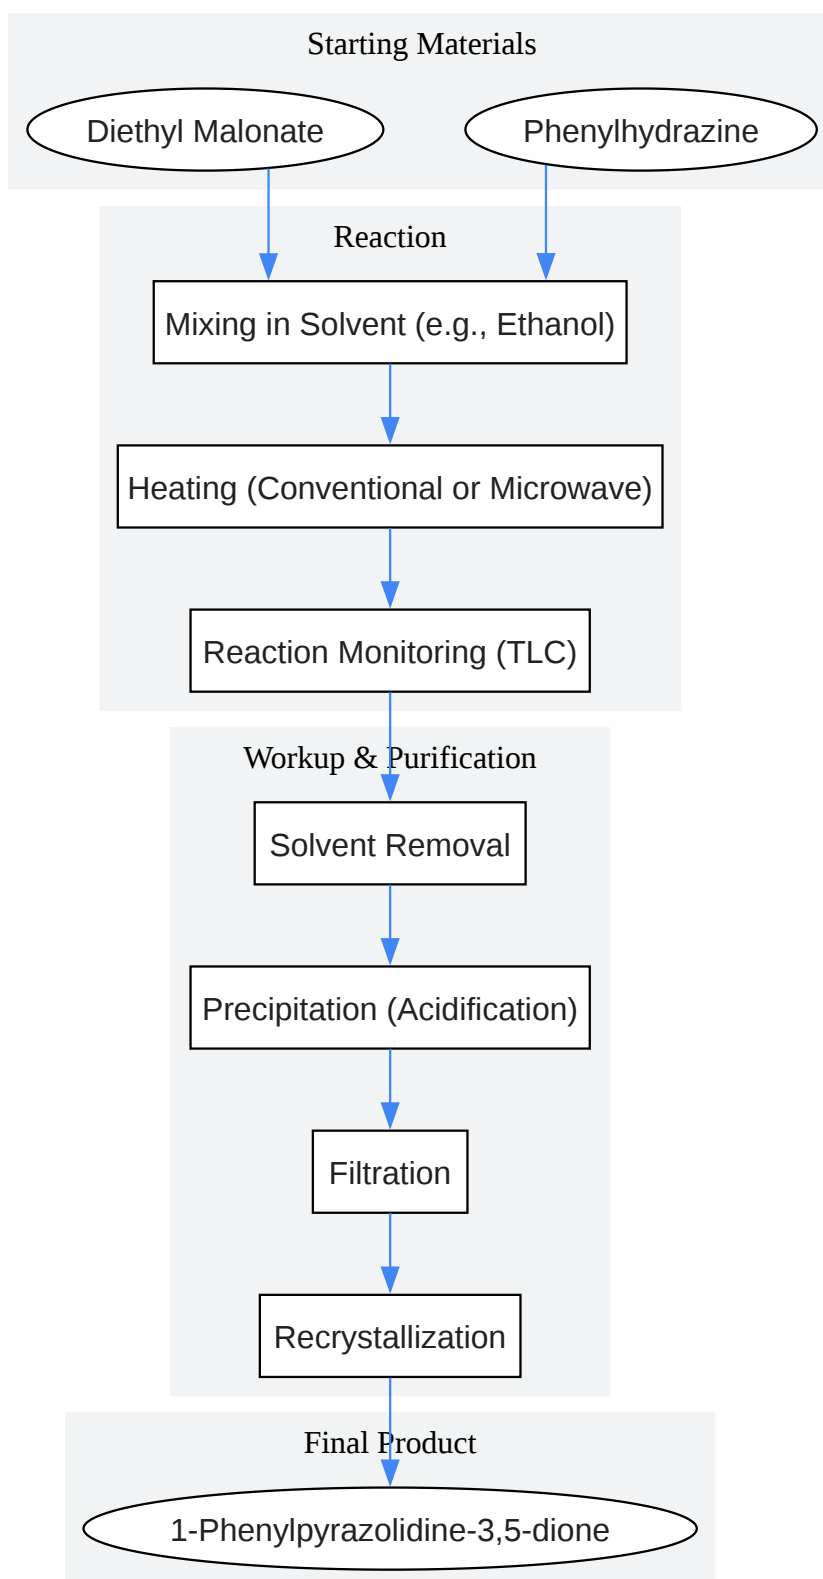 Starting Materials
Diethyl Malonate
Phenylhydrazine
Reaction
Mixing in Solvent (e.g., Ethanol)
Heating (Conventional or Microwave)
Reaction Monitoring (TLC)
Workup & Purification
Solvent Removal
Precipitation (Acidification)
Filtration
Recrystallization
Final Product
1-Phenylpyrazolidine-3,5-dione